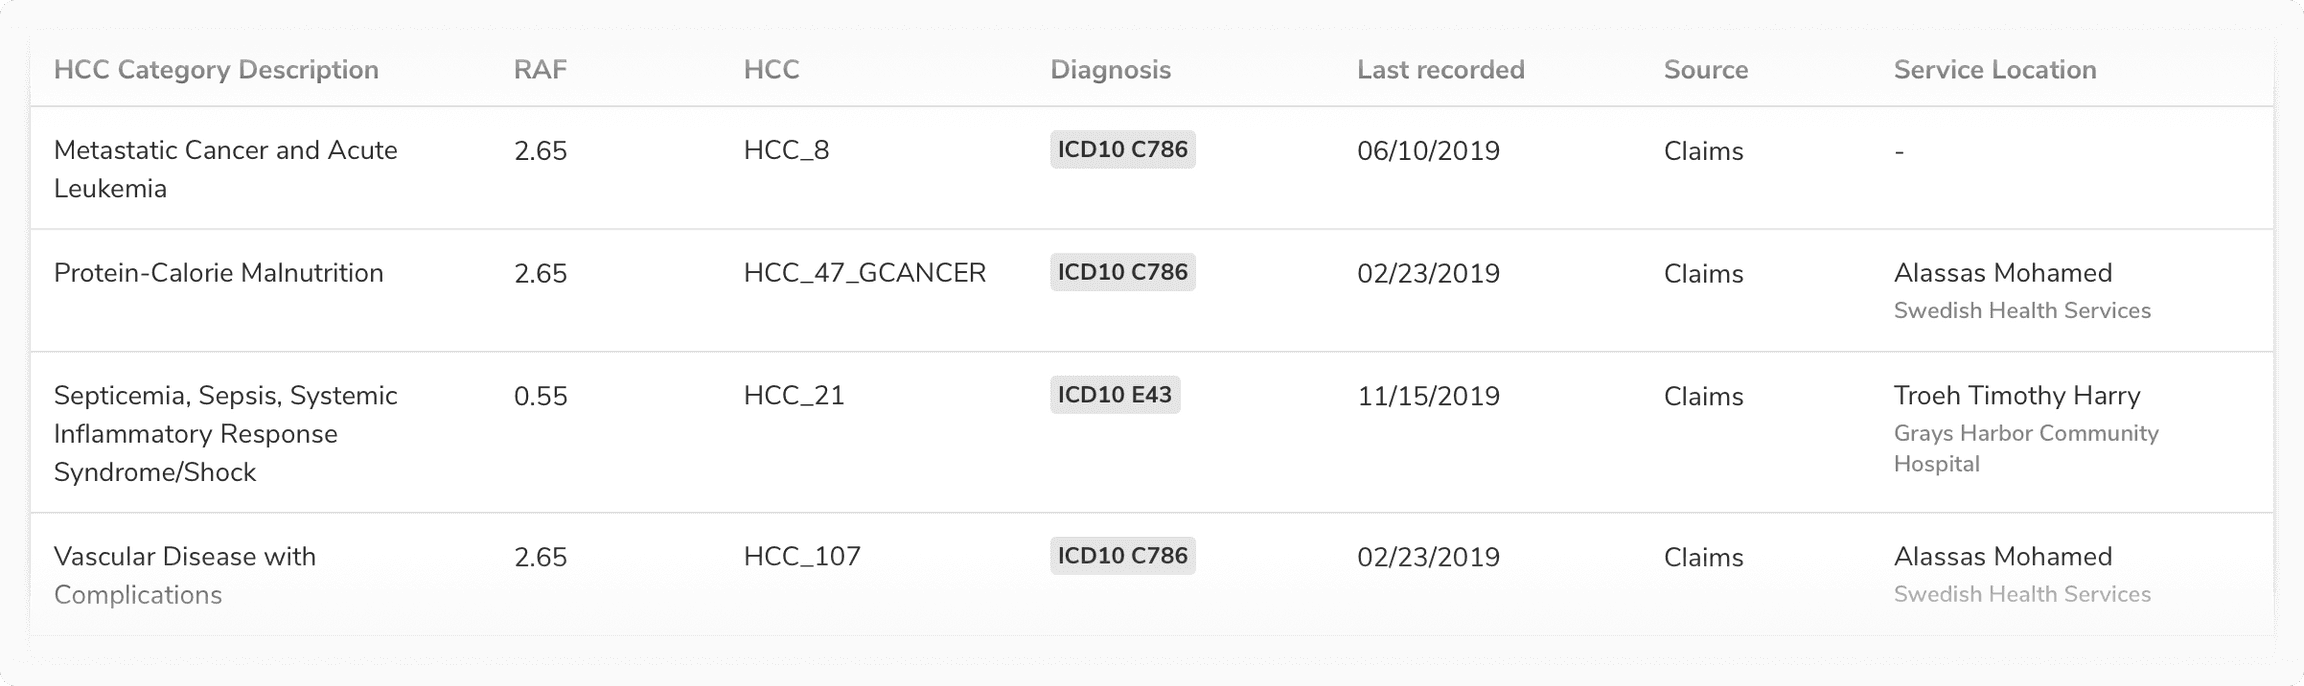 HCC Category Description RAF HCC Diagnosis Last recorded Source Service Location
Metastatic Cancer and Acute 2.65 HCC_8 ICD10 C786 06/10/2019 Claims -
Leukemia
Protein-Calorie Malnutrition 2.65 HCC_47_GCANCER ICD10 C786 02/23/2019 Claims Alassas Mohamed
Swedish Health Services
Septicemia, Sepsis, Systemic 0.55 HCC_21 ICD10 E43 11/15/2019 Claims Troeh Timothy Harry
Inflammatory Response Grays Harbor Community
Syndrome/Shock Hospital
Vascular Disease with 2.65 HCC_107 ICD10 C786 02/23/2019 Claims Alassas Mohamed
Complications Swedish Health Services